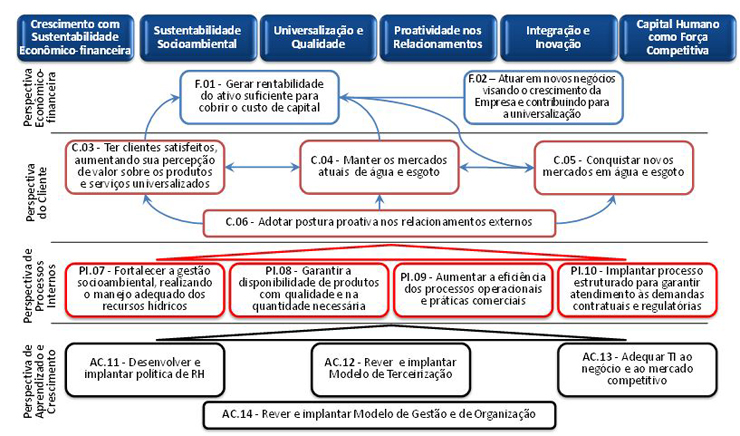 Crescimento com
Sustentabilidade
Econômico-financeira
Sustentabilidade
Socioambiental
Universalização e
Qualidade
Proatividade nos
Relacionamentos
Integração e
Inovação
Capital Humano
como Força
Competitiva
Perspectiva
Econômico-
financeira
F.01 - Gerar rentabilidade
do ativo suficiente para
cobrir o custo de capital
F.02 – Atuar em novos negócios
visando o crescimento da
Empresa e contribuindo para
a universalização
Perspectiva
do Cliente
C.03 - Ter clientes satisfeitos,
aumentando sua percepção
de valor sobre os produtos
e serviços universalizados
C.04 - Manter os mercados
atuais de água e esgoto
C.05 - Conquistar novos
mercados em água e esgoto
C.06 - Adotar postura proativa nos relacionamentos externos
Perspectiva de
Processos
Internos
PI.07 - Fortalecer a gestão
socioambiental, realizando
o manejo adequado dos
recursos hídricos
PI.08 - Garantir a
disponibilidade de produtos
com qualidade e na
quantidade necessária
PI.09 - Aumentar a eficiência
dos processos operacionais
e práticas comerciais
PI.10 - Implantar processo
estruturado para garantir
atendimento às demandas
contratuais e regulatórias
Perspectiva de
Aprendizado e
Crescimento
AC.11 - Desenvolver e
implantar política de RH
AC.12 - Rever e implantar
Modelo de Terceirização
AC.13 - Adequar TI ao
negócio e ao mercado
competitivo
AC.14 - Rever e implantar Modelo de Gestão e de Organização